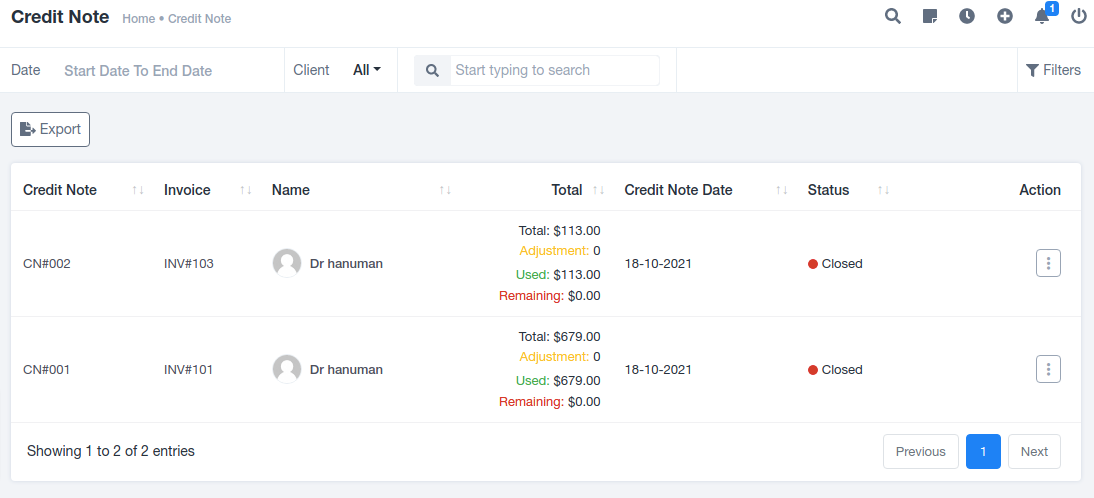 Credit Note Home • Credit Note
1
Date Start Date To End Date Client All Start typing to search Filters
Export
Credit Note ↑↓ Invoice ↑↓ Name ↑↓ Total ↑↓ Credit Note Date ↑↓ Status ↑↓ Action
Total: $113.00
Adjustment: 0
CN#002 INV#103 Dr hanuman 18-10-2021 Closed
Used: $113.00
Remaining: $0.00
Total: $679.00
Adjustment: 0
CN#001 INV#101 Dr hanuman 18-10-2021 Closed
Used: $679.00
Remaining: $0.00
Showing 1 to 2 of 2 entries Previous 1 Next